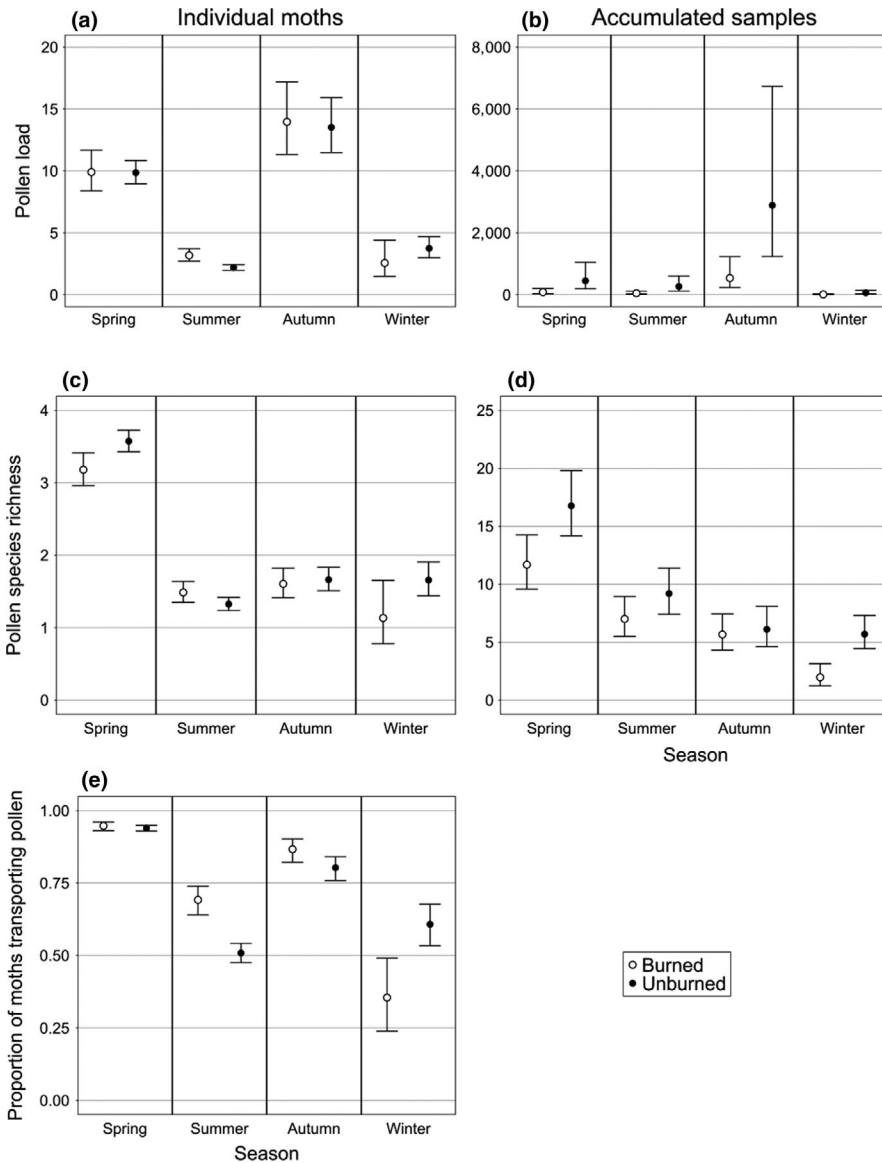 Individual moths
Accumulated samples
(a)
(b)
Pollen load
20
15
10
5
0
8,000
6,000
4,000
2,000
0
Spring Summer Autumn Winter
Spring Summer Autumn Winter
(c)
(d)
Pollen species richness
4
3
2
1
0
25
20
15
10
5
0
Spring Summer Autumn Winter
Spring Summer Autumn Winter
Season
(e)
Proportion of moths transporting pollen
1.00
0.75
0.50
0.25
0.00
Spring Summer Autumn Winter
Season
Burned
Unburned